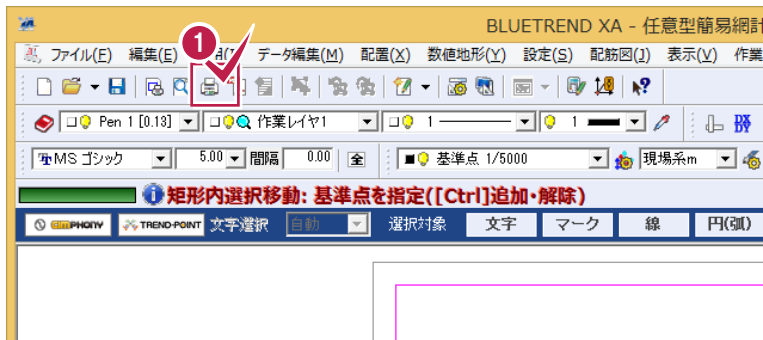 BLUETREND XA - 任意型簡易網計
ファイル(F) 編集(E) データ編集(M) 配置(X) 数値地形(Y) 設定(S) 配筋図(J) 表示(V) 作業
1
Pen 1 [0.13] 作業レイヤ1 1 1
MS ゴシック 5.00 間隔 0.00 全 基準点 1/5000 現場系m
矩形内選択移動: 基準点を指定([Ctrl]追加・解除)
SiMPHONY TREND-POINT 文字選択 自動 選択対象 文字 マーク 線 円(弧)